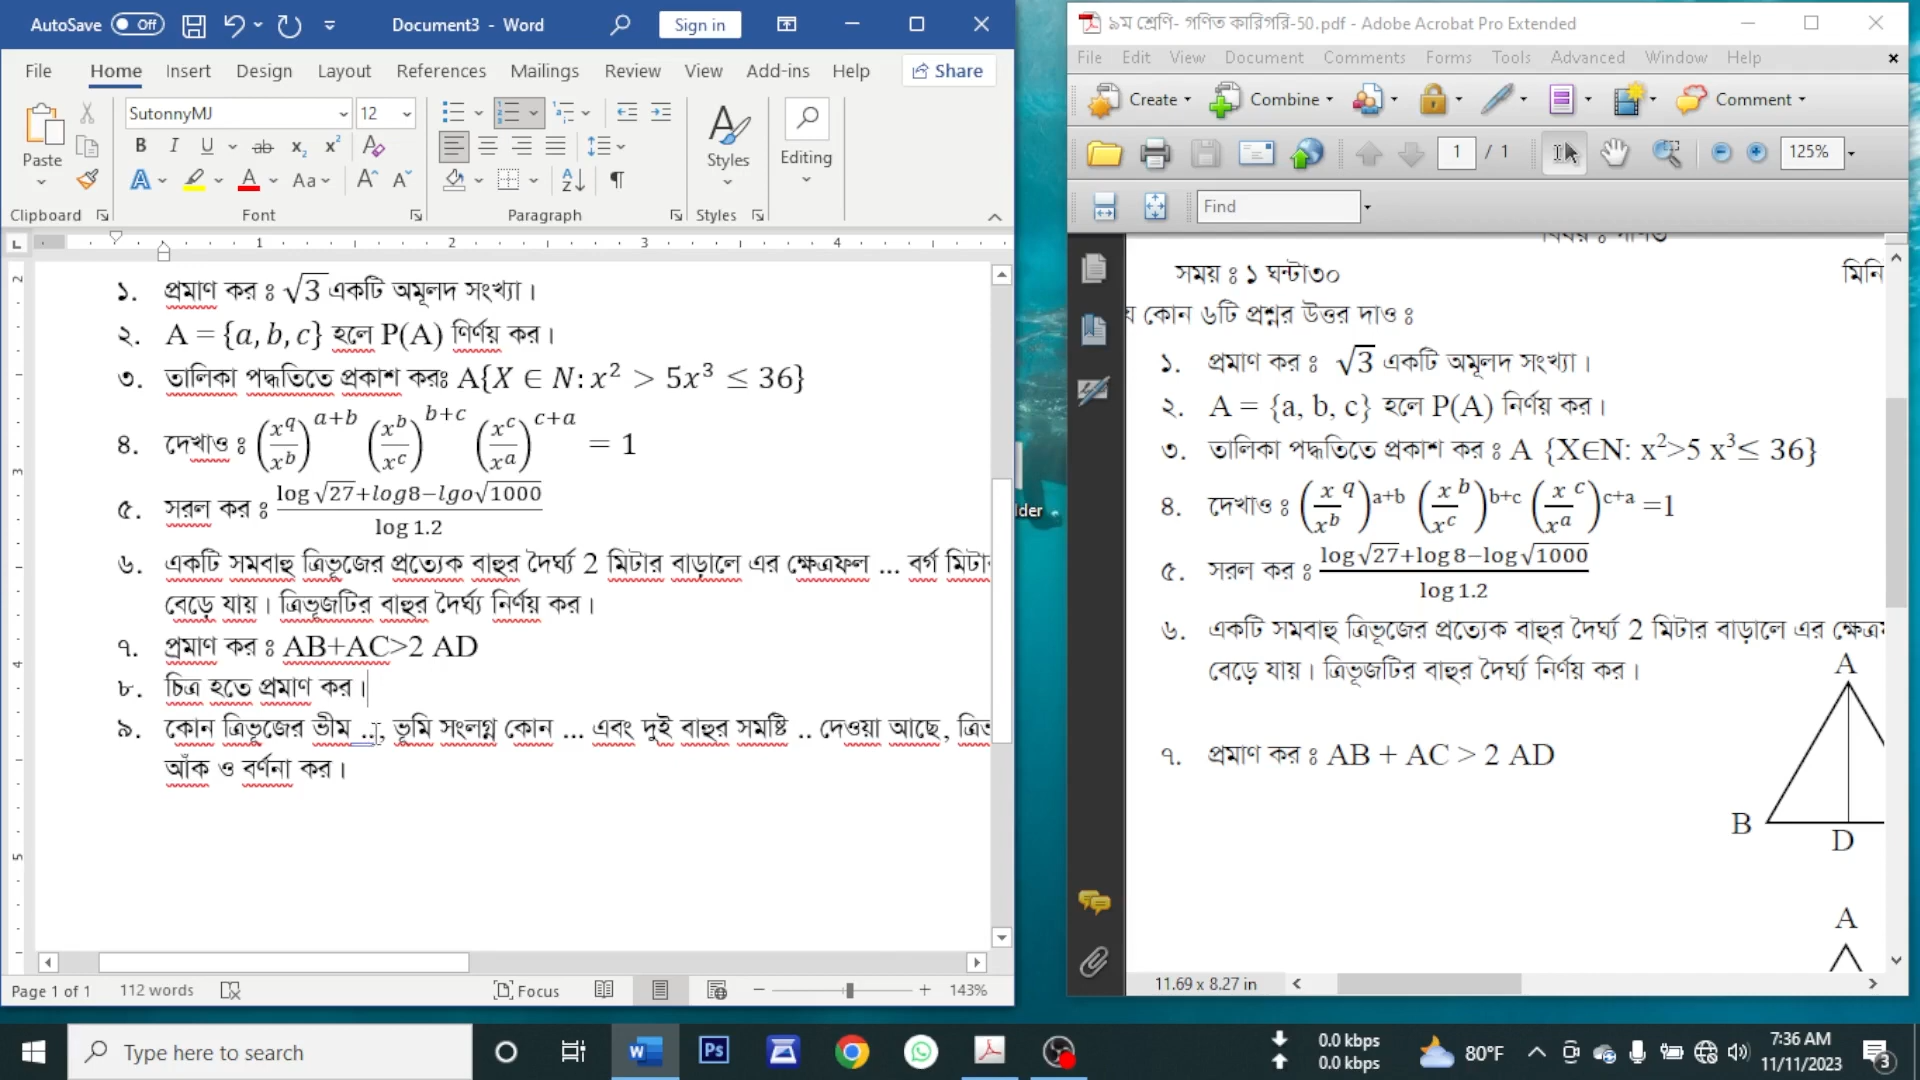 AutoSave Off Document3 - Word Sign in
File Home Insert Design Layout References Mailings Review View Add-ins Help Share
SutonnyMJ 12
Paste Styles Editing
Clipboard Font Paragraph Styles
১. প্রমাণ কর ঃ √3 একটি অমূলদ সংখ্যা।
২. A = {a, b, c} হলে P(A) ণির্ণয় কর।
৩. তালিকা পদ্ধতিতে প্রকাশ করঃ A{X ∈ N: x² > 5x³ ≤ 36}
৪. দেখাও ঃ (x^q/x^b)^(a+b) (x^b/x^c)^(b+c) (x^c/x^a)^(c+a) = 1
৫. সরল কর ঃ (log √27+log8−lgo√1000)/(log 1.2)
৬. একটি সমবাহু ত্রিভূজের প্রত্যেক বাহুর দৈর্ঘ্য 2 মিটার বাড়ালে এর ক্ষেত্রফল ... বর্গ মিটা
বেড়ে যায়। ত্রিভূজটির বাহুর দৈর্ঘ্য নির্ণয় কর।
৭. প্রমাণ কর ঃ AB+AC>2 AD
৮. চিত্র হতে প্রমাণ কর।
৯. কোন ত্রিভূজের ভীম .., ভূমি সংলগ্ন কোন ... এবং দুই বাহুর সমষ্টি .. দেওয়া আছে,
আঁক ও বর্ণনা কর।
Page 1 of 1 112 words Focus 143%
৯ম শ্রেণি- গণিত কারিগরি-50.pdf - Adobe Acrobat Pro Extended
File Edit View Document Comments Forms Tools Advanced Window Help
Create Combine Comment
1 / 1 125%
Find
বিষয় ঃ গণিত
সময় ঃ ১ ঘন্টা৩০ মিনি
য কোন ৬টি প্রশ্নর উত্তর দাও ঃ
১. প্রমাণ কর ঃ √3 একটি অমূলদ সংখ্যা।
২. A = {a, b, c} হলে P(A) নির্ণয় কর।
৩. তালিকা পদ্ধতিতে প্রকাশ কর ঃ A {X∈N: x²>5 x³≤ 36}
৪. দেখাও ঃ (x^q/x^b)^(a+b) (x^b/x^c)^(b+c) (x^c/x^a)^(c+a) =1
৫. সরল কর ঃ (log√27+log8−log√1000)/(log 1.2)
৬. একটি সমবাহু ত্রিভূজের প্রত্যেক বাহুর দৈর্ঘ্য 2 মিটার বাড়ালে এর
বেড়ে যায়। ত্রিভূজটির বাহুর দৈর্ঘ্য নির্ণয় কর।
A
৭. প্রমাণ কর ঃ AB + AC > 2 AD
B D
A
11.69 x 8.27 in
lder
Type here to search
0.0 kbps
0.0 kbps
80°F
7:36 AM
11/11/2023
3